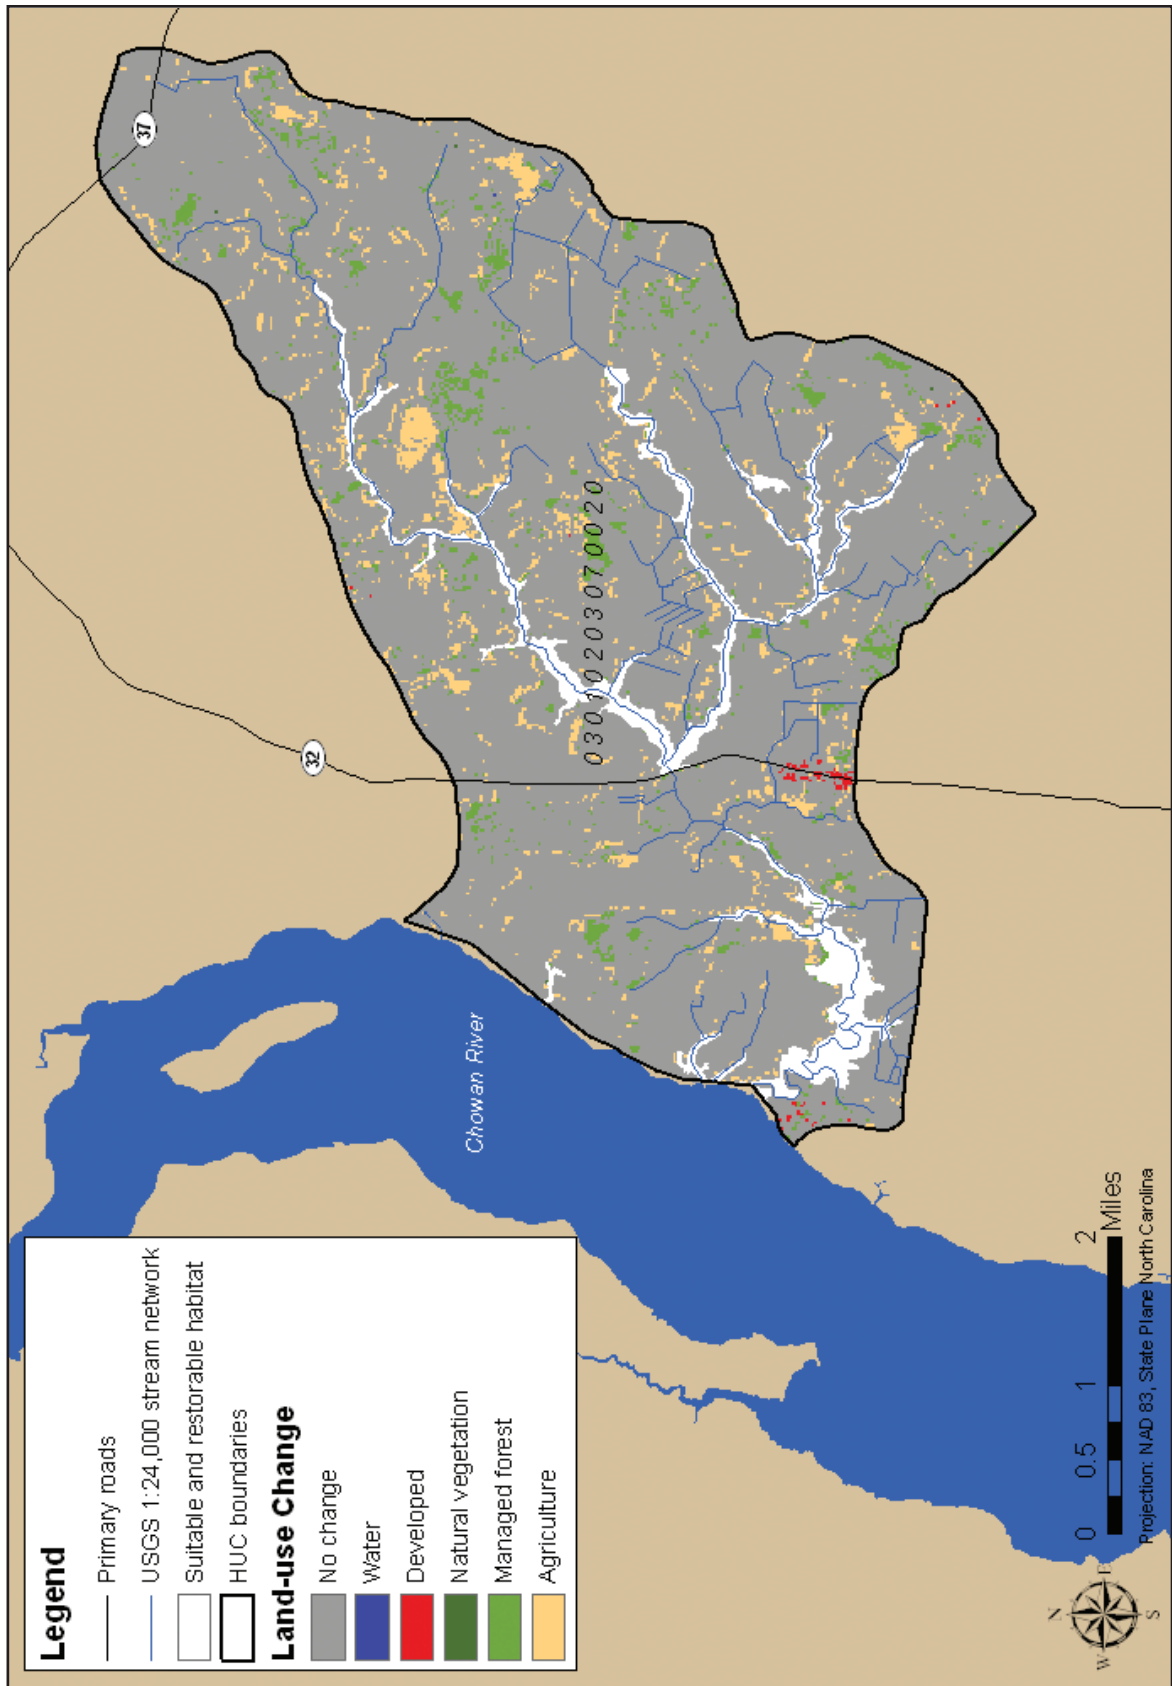 Legend
Primary roads
USGS 1:24,000 stream network
Suitable and restorable habitat
HUC boundaries
Land-use Change
No change
Water
Developed
Natural vegetation
Managed forest
Agriculture
32
37
03010203070020
Chowan River
N
W E
S
0 0.5 1 2
Miles
Projection: NAD 83, State Plane North Carolina